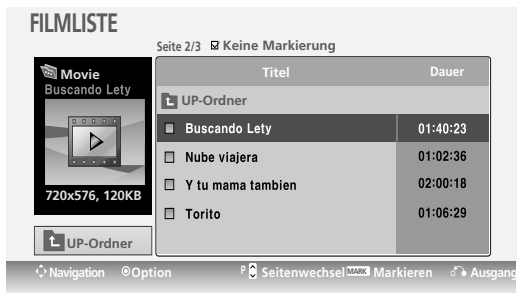 FILMLISTE
Seite 2/3 Keine Markierung
Movie
Buscando Lety
720x576, 120KB
UP-Ordner
Titel Dauer
UP-Ordner
Buscando Lety 01:40:23
Nube viajera 01:02:36
Y tu mama tambien 02:00:18
Torito 01:06:29
Navigation Option P Seitenwechsel MARK Markieren Ausgang